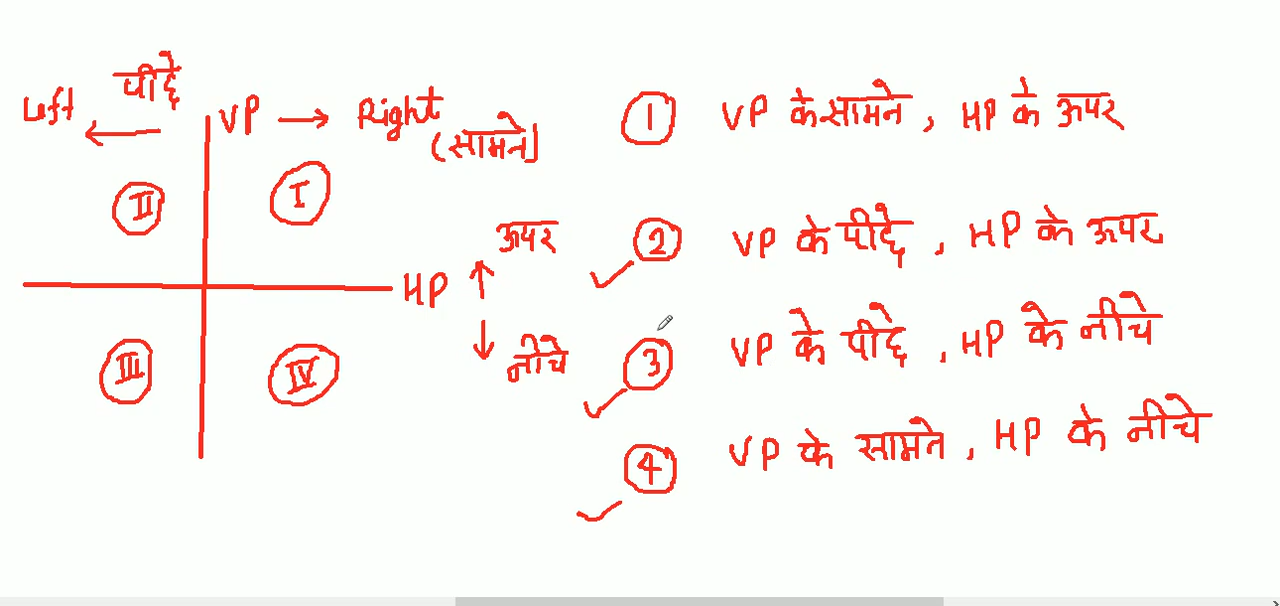 Left पीछे VP Right
(सामने)
II I
HP ऊपर
नीचे
III IV
1 VP के सामने, HP के ऊपर
2 VP के पीछे, HP के ऊपर
3 VP के पीछे, HP के नीचे
4 VP के सामने, HP के नीचे